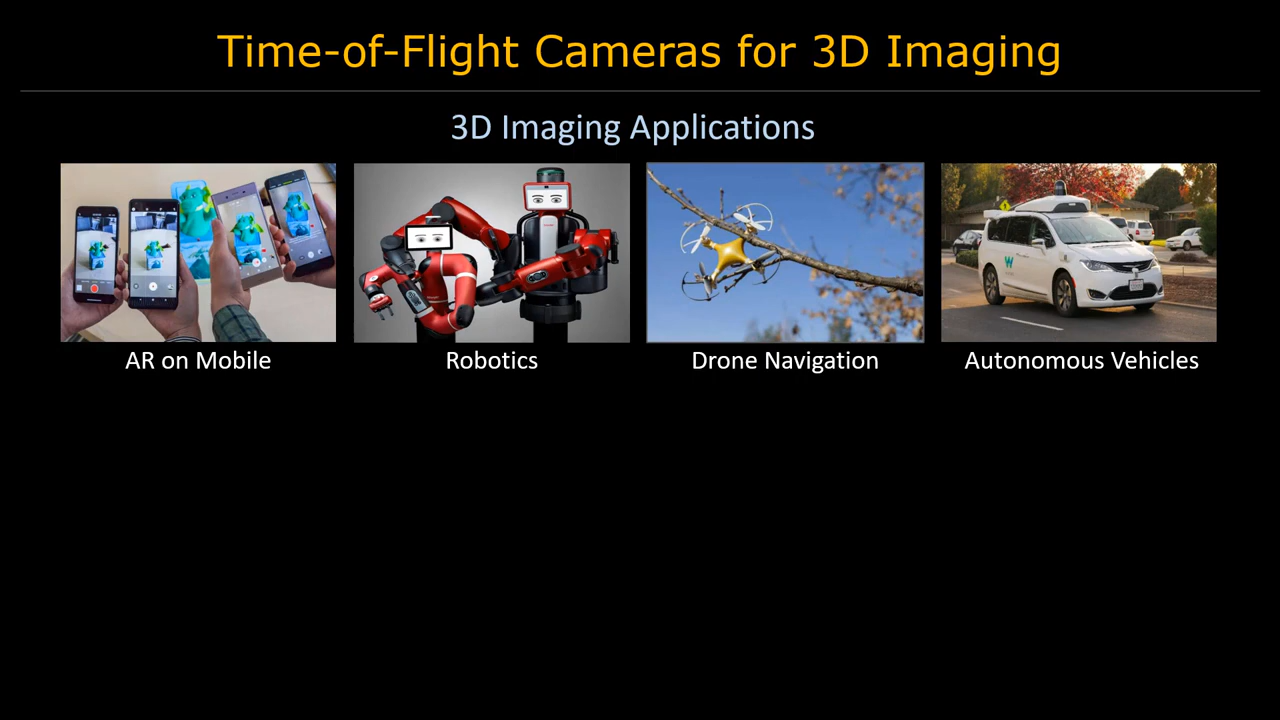 Time-of-Flight Cameras for 3D Imaging
3D Imaging Applications
AR on Mobile
Robotics
Drone Navigation
Autonomous Vehicles